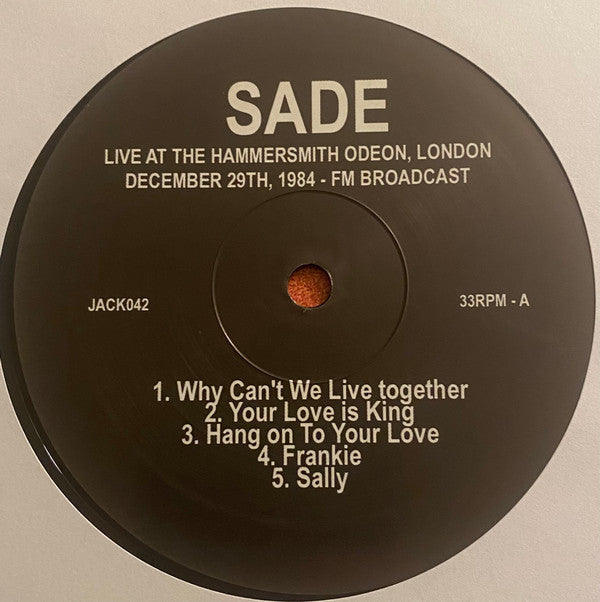 SADE
LIVE AT THE HAMMERSMITH ODEON, LONDON
DECEMBER 29TH, 1984 - FM BROADCAST
JACK042
33RPM - A
1. Why Can't We Live together
2. Your Love is King
3. Hang on To Your Love
4. Frankie
5. Sally